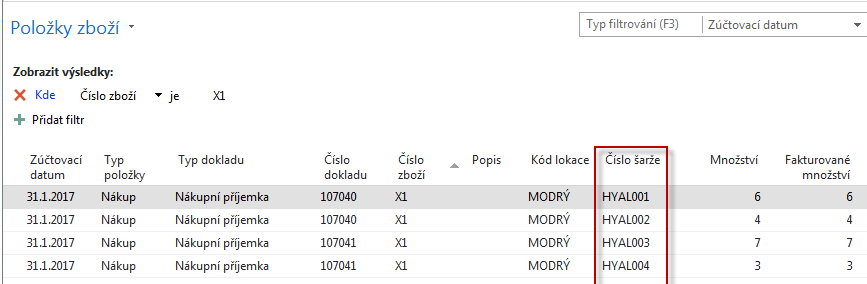 Položky zboží
Typ filtrování (F3) Zúčtovací datum
Zobrazit výsledky:
Kde Číslo zboží je X1
Přidat filtr
Zúčtovací datum Typ položky Typ dokladu Číslo dokladu Číslo zboží Popis Kód lokace Číslo šarže Množství Fakturované množství
31.1.2017 Nákup Nákupní příjemka 107040 X1 MODRÝ HYAL001 6 6
31.1.2017 Nákup Nákupní příjemka 107040 X1 MODRÝ HYAL002 4 4
31.1.2017 Nákup Nákupní příjemka 107041 X1 MODRÝ HYAL003 7 7
31.1.2017 Nákup Nákupní příjemka 107041 X1 MODRÝ HYAL004 3 3